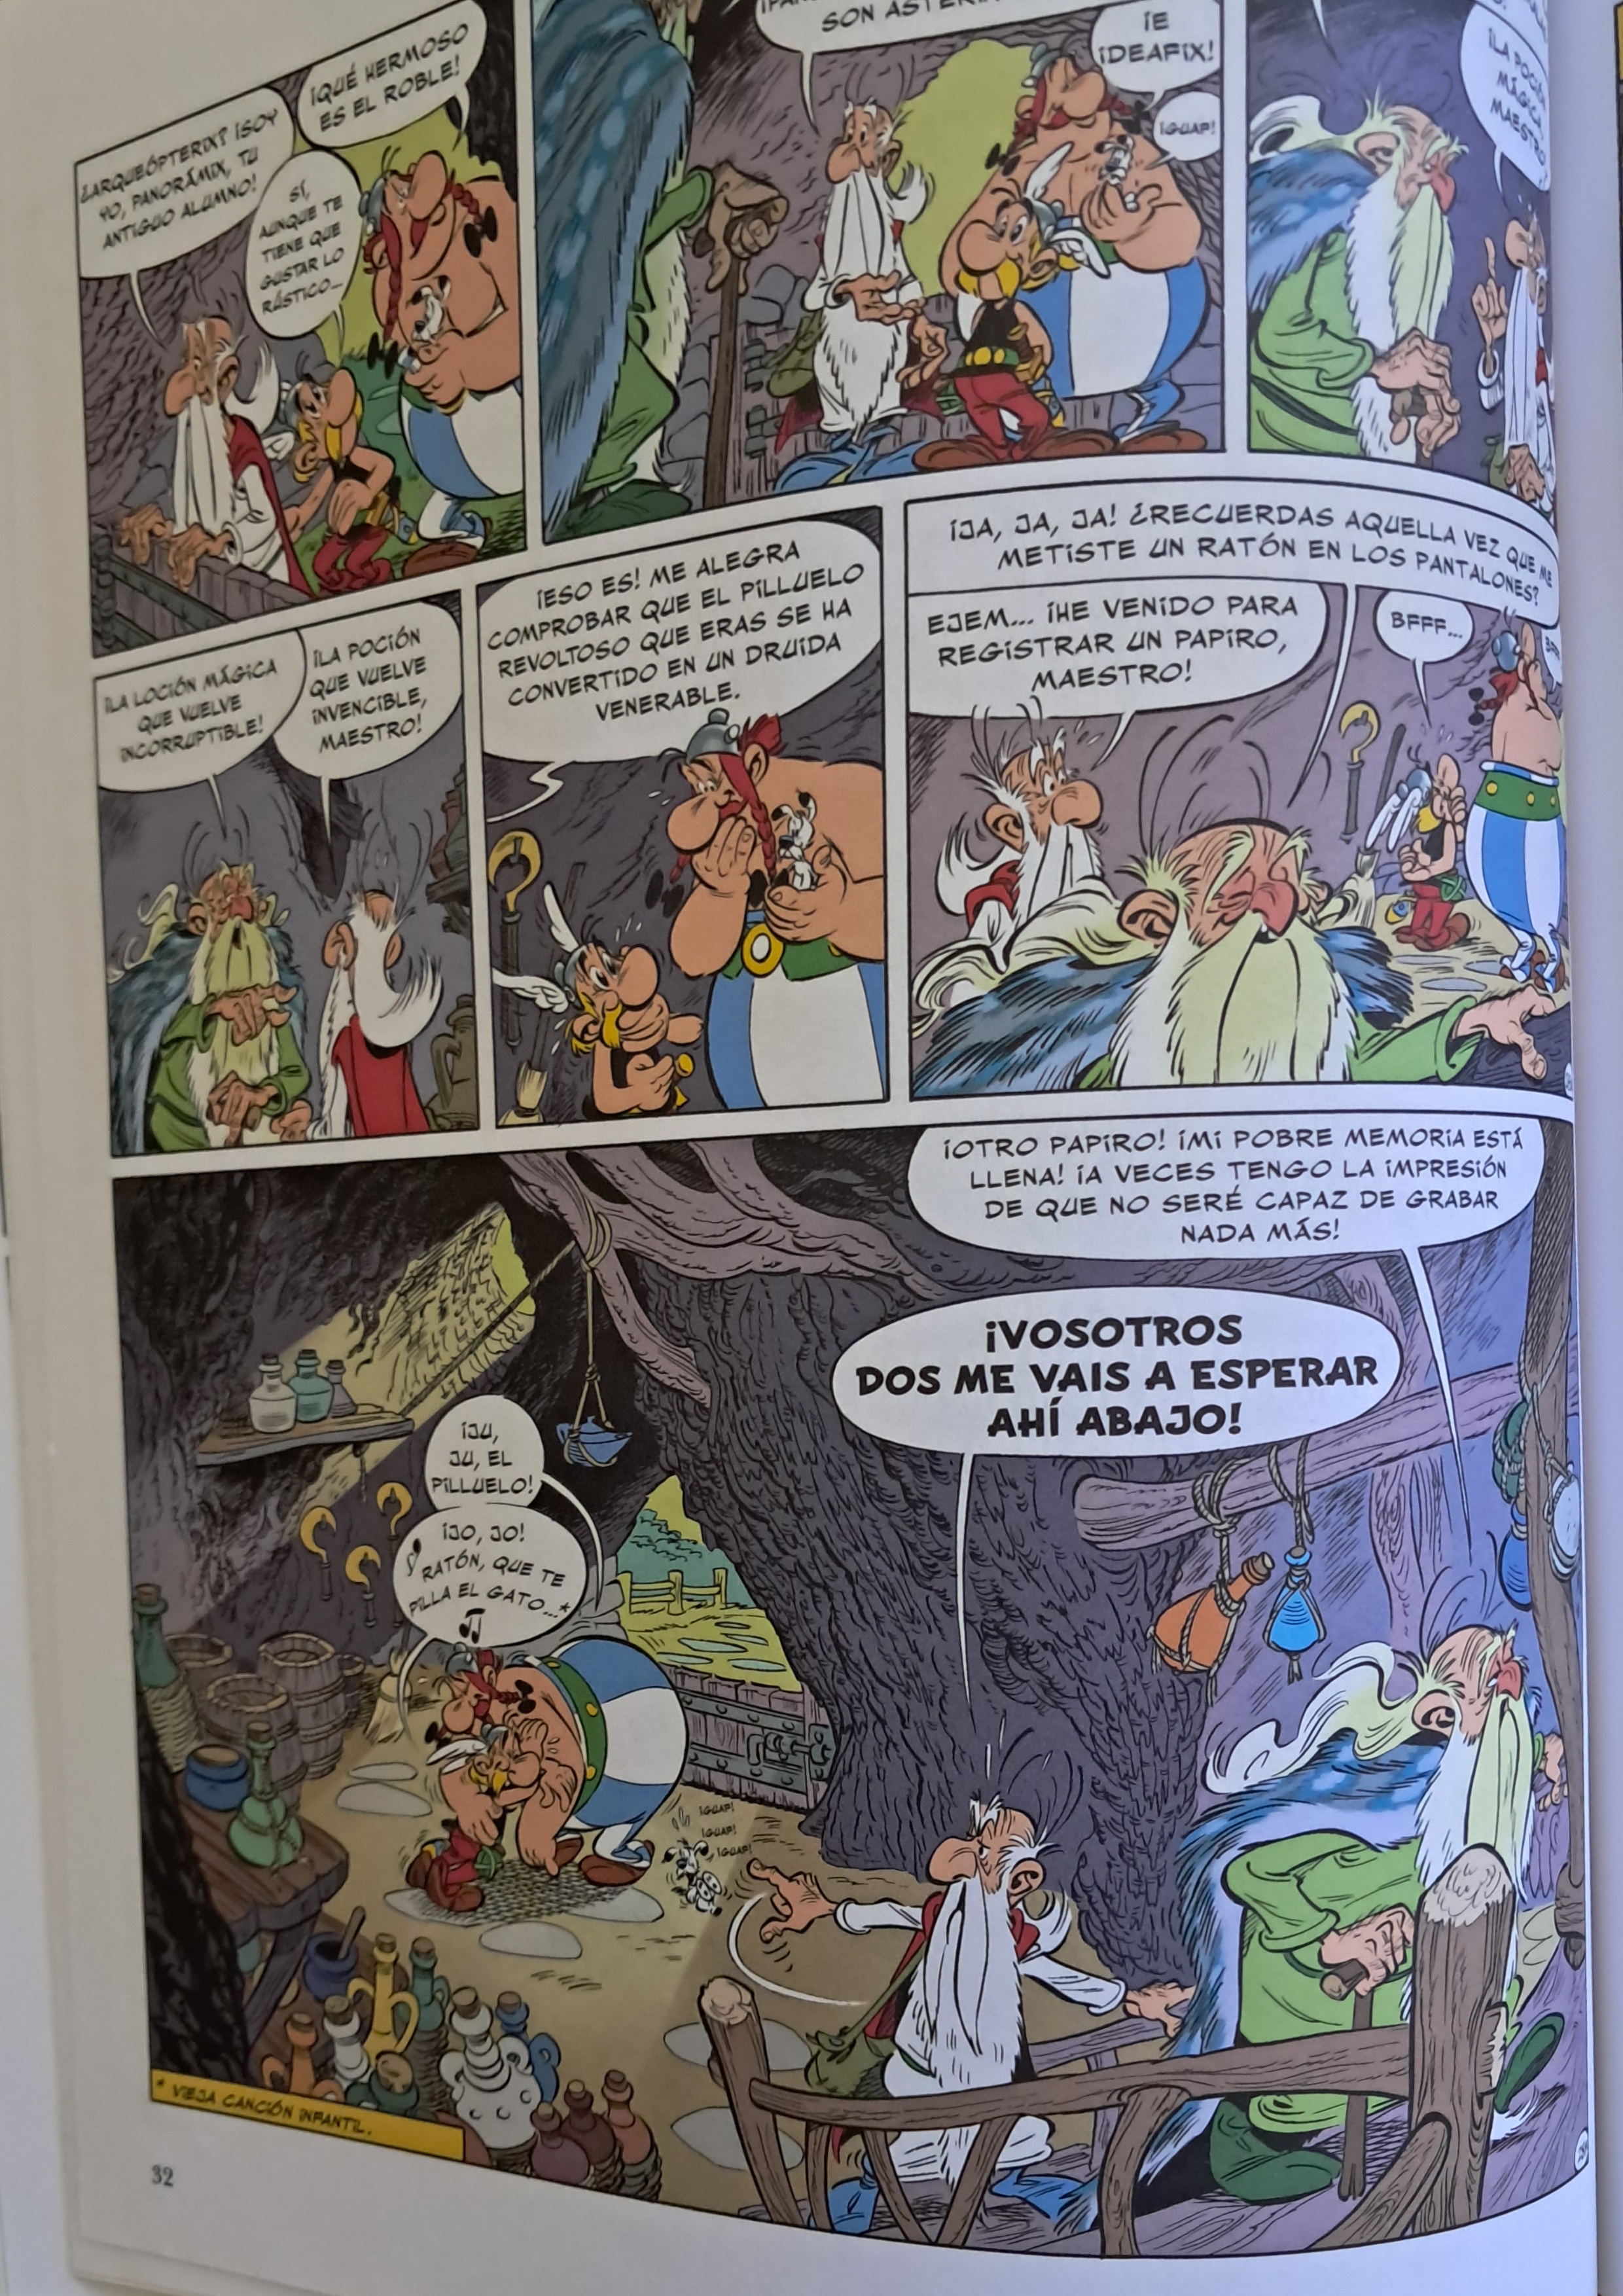 ¿ARQUEÓPTERIX? ¡SOY
YO, PANORÁMIX, TU
ANTIGUO ALUMNO!
¡QUÉ HERMOSO
ES EL ROBLE!
SÍ,
AUNQUE TE
TIENE QUE
GUSTAR LO
RÚSTICO...
SON
¡E
IDEAFIX!
¡GUAP!
¡LA POCIÓN
MÁGICA,
MAESTRO!
¡LA LOCIÓN MÁGICA
QUE VUELVE
INCORRUPTIBLE!
¡LA POCIÓN
QUE VUELVE
INVENCIBLE,
MAESTRO!
¡ESO ES! ME ALEGRA
COMPROBAR QUE EL PILLUELO
REVOLTOSO QUE ERAS SE HA
CONVERTIDO EN UN DRUIDA
VENERABLE.
¡JA, JA, JA! ¿RECUERDAS AQUELLA VEZ QUE ME
METISTE UN RATÓN EN LOS PANTALONES?
EJEM... ¡HE VENIDO PARA
REGISTRAR UN PAPIRO,
MAESTRO!
BFFF...
¡OTRO PAPIRO! ¡MI POBRE MEMORIA ESTÁ
LLENA! ¡A VECES TENGO LA IMPRESIÓN
DE QUE NO SERÉ CAPAZ DE GRABAR
NADA MÁS!
¡VOSOTROS
DOS ME VAIS A ESPERAR
AHÍ ABAJO!
¡JU,
JU, EL
PILLUELO!
¡JO, JO!
RATÓN, QUE TE
PILLA EL GATO...*
¡GUAP!
¡GUAP!
¡GUAP!
* VIEJA CANCIÓN INFANTIL.
32